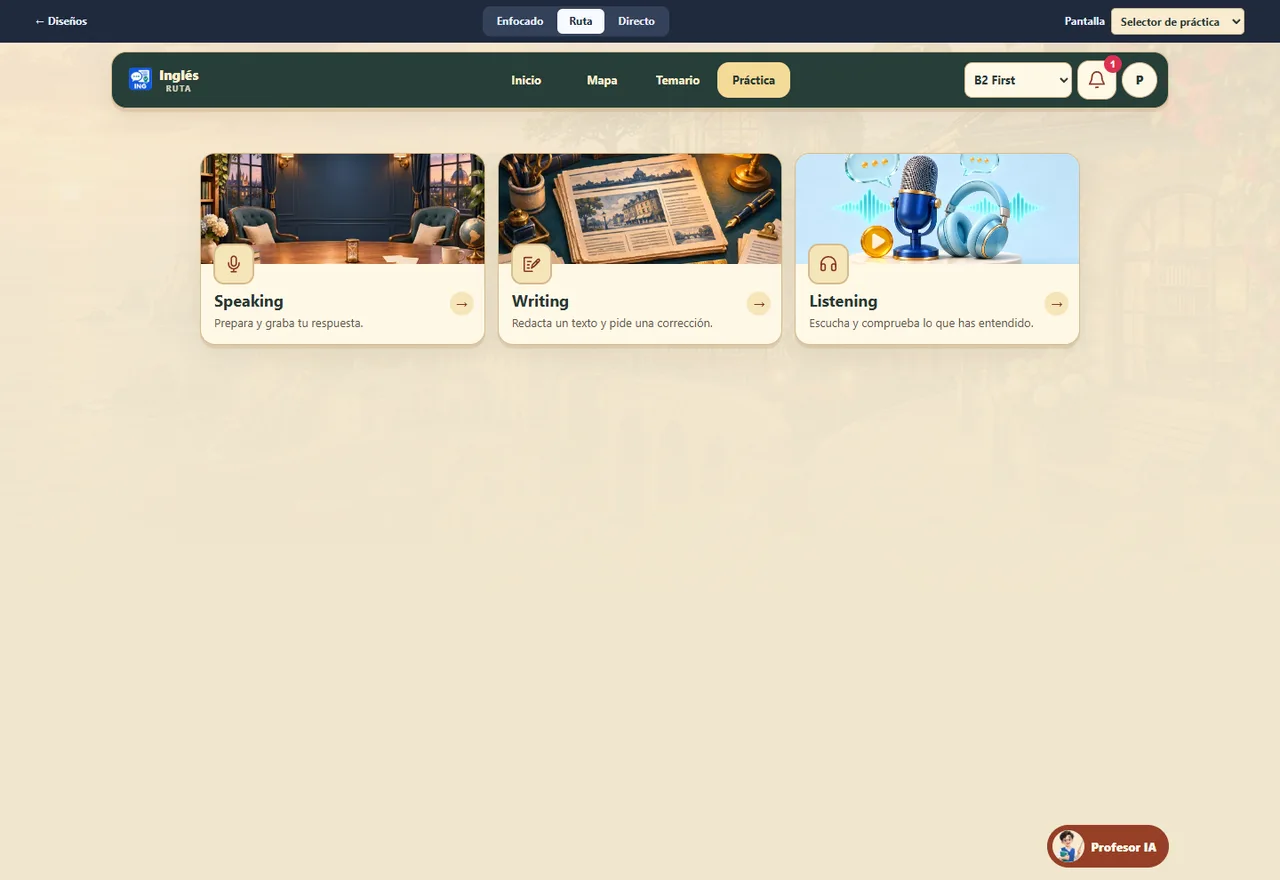 ← Diseños
Enfocado
Ruta
Directo
Pantalla
Selector de práctica
ING
Inglés
RUTA
Inicio
Mapa
Temario
Práctica
B2 First
1
P
Speaking
→
Prepara y graba tu respuesta.
Writing
→
Redacta un texto y pide una corrección.
Listening
→
Escucha y comprueba lo que has entendido.
Profesor IA